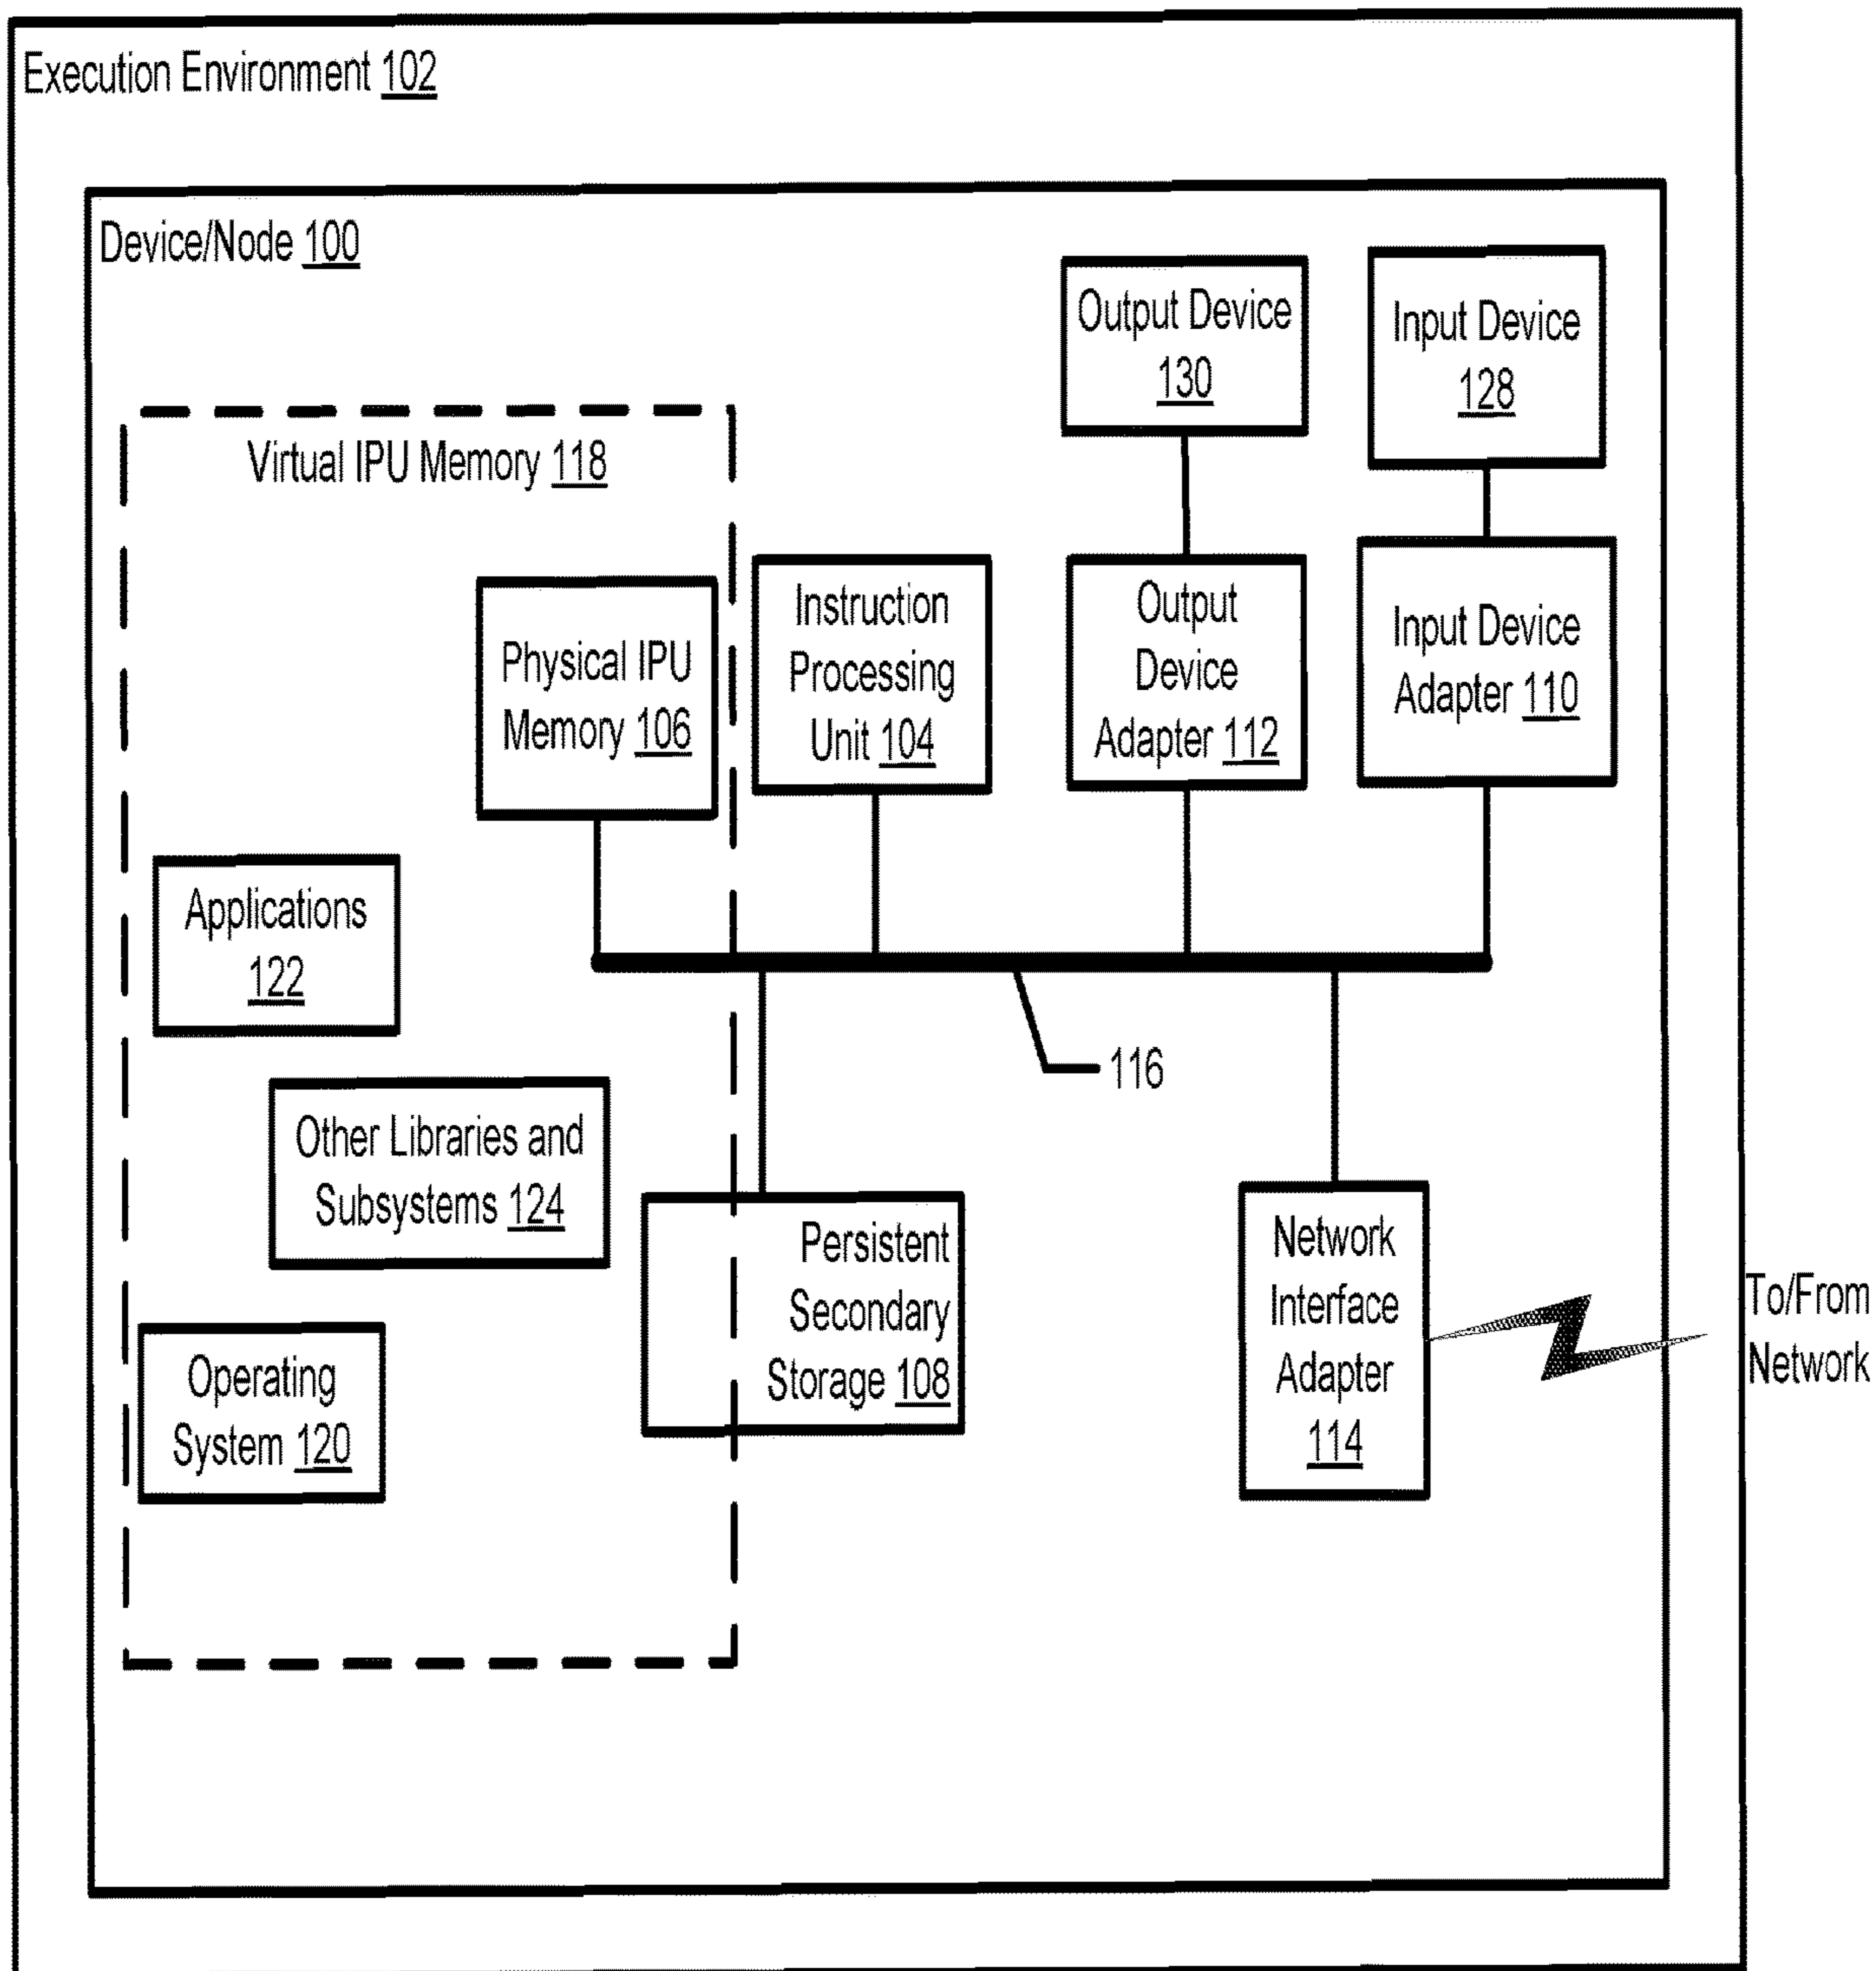 Execution Environment 102
Device/Node 100
Output Device
130
Input Device
128
Virtual IPU Memory 118
Physical IPU
Memory 106
Instruction
Processing
Unit 104
Output
Device
Adapter 112
Input Device
Adapter 110
Applications
122
116
Other Libraries and
Subsystems 124
Persistent
Secondary
Storage 108
Network
Interface
Adapter
114
To/From
Network
Operating
System 120